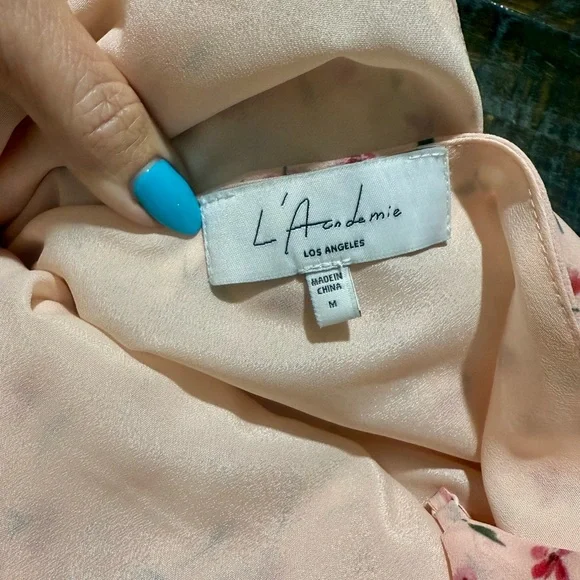 L'Academie
LOS ANGELES
MADE IN
CHINA
M